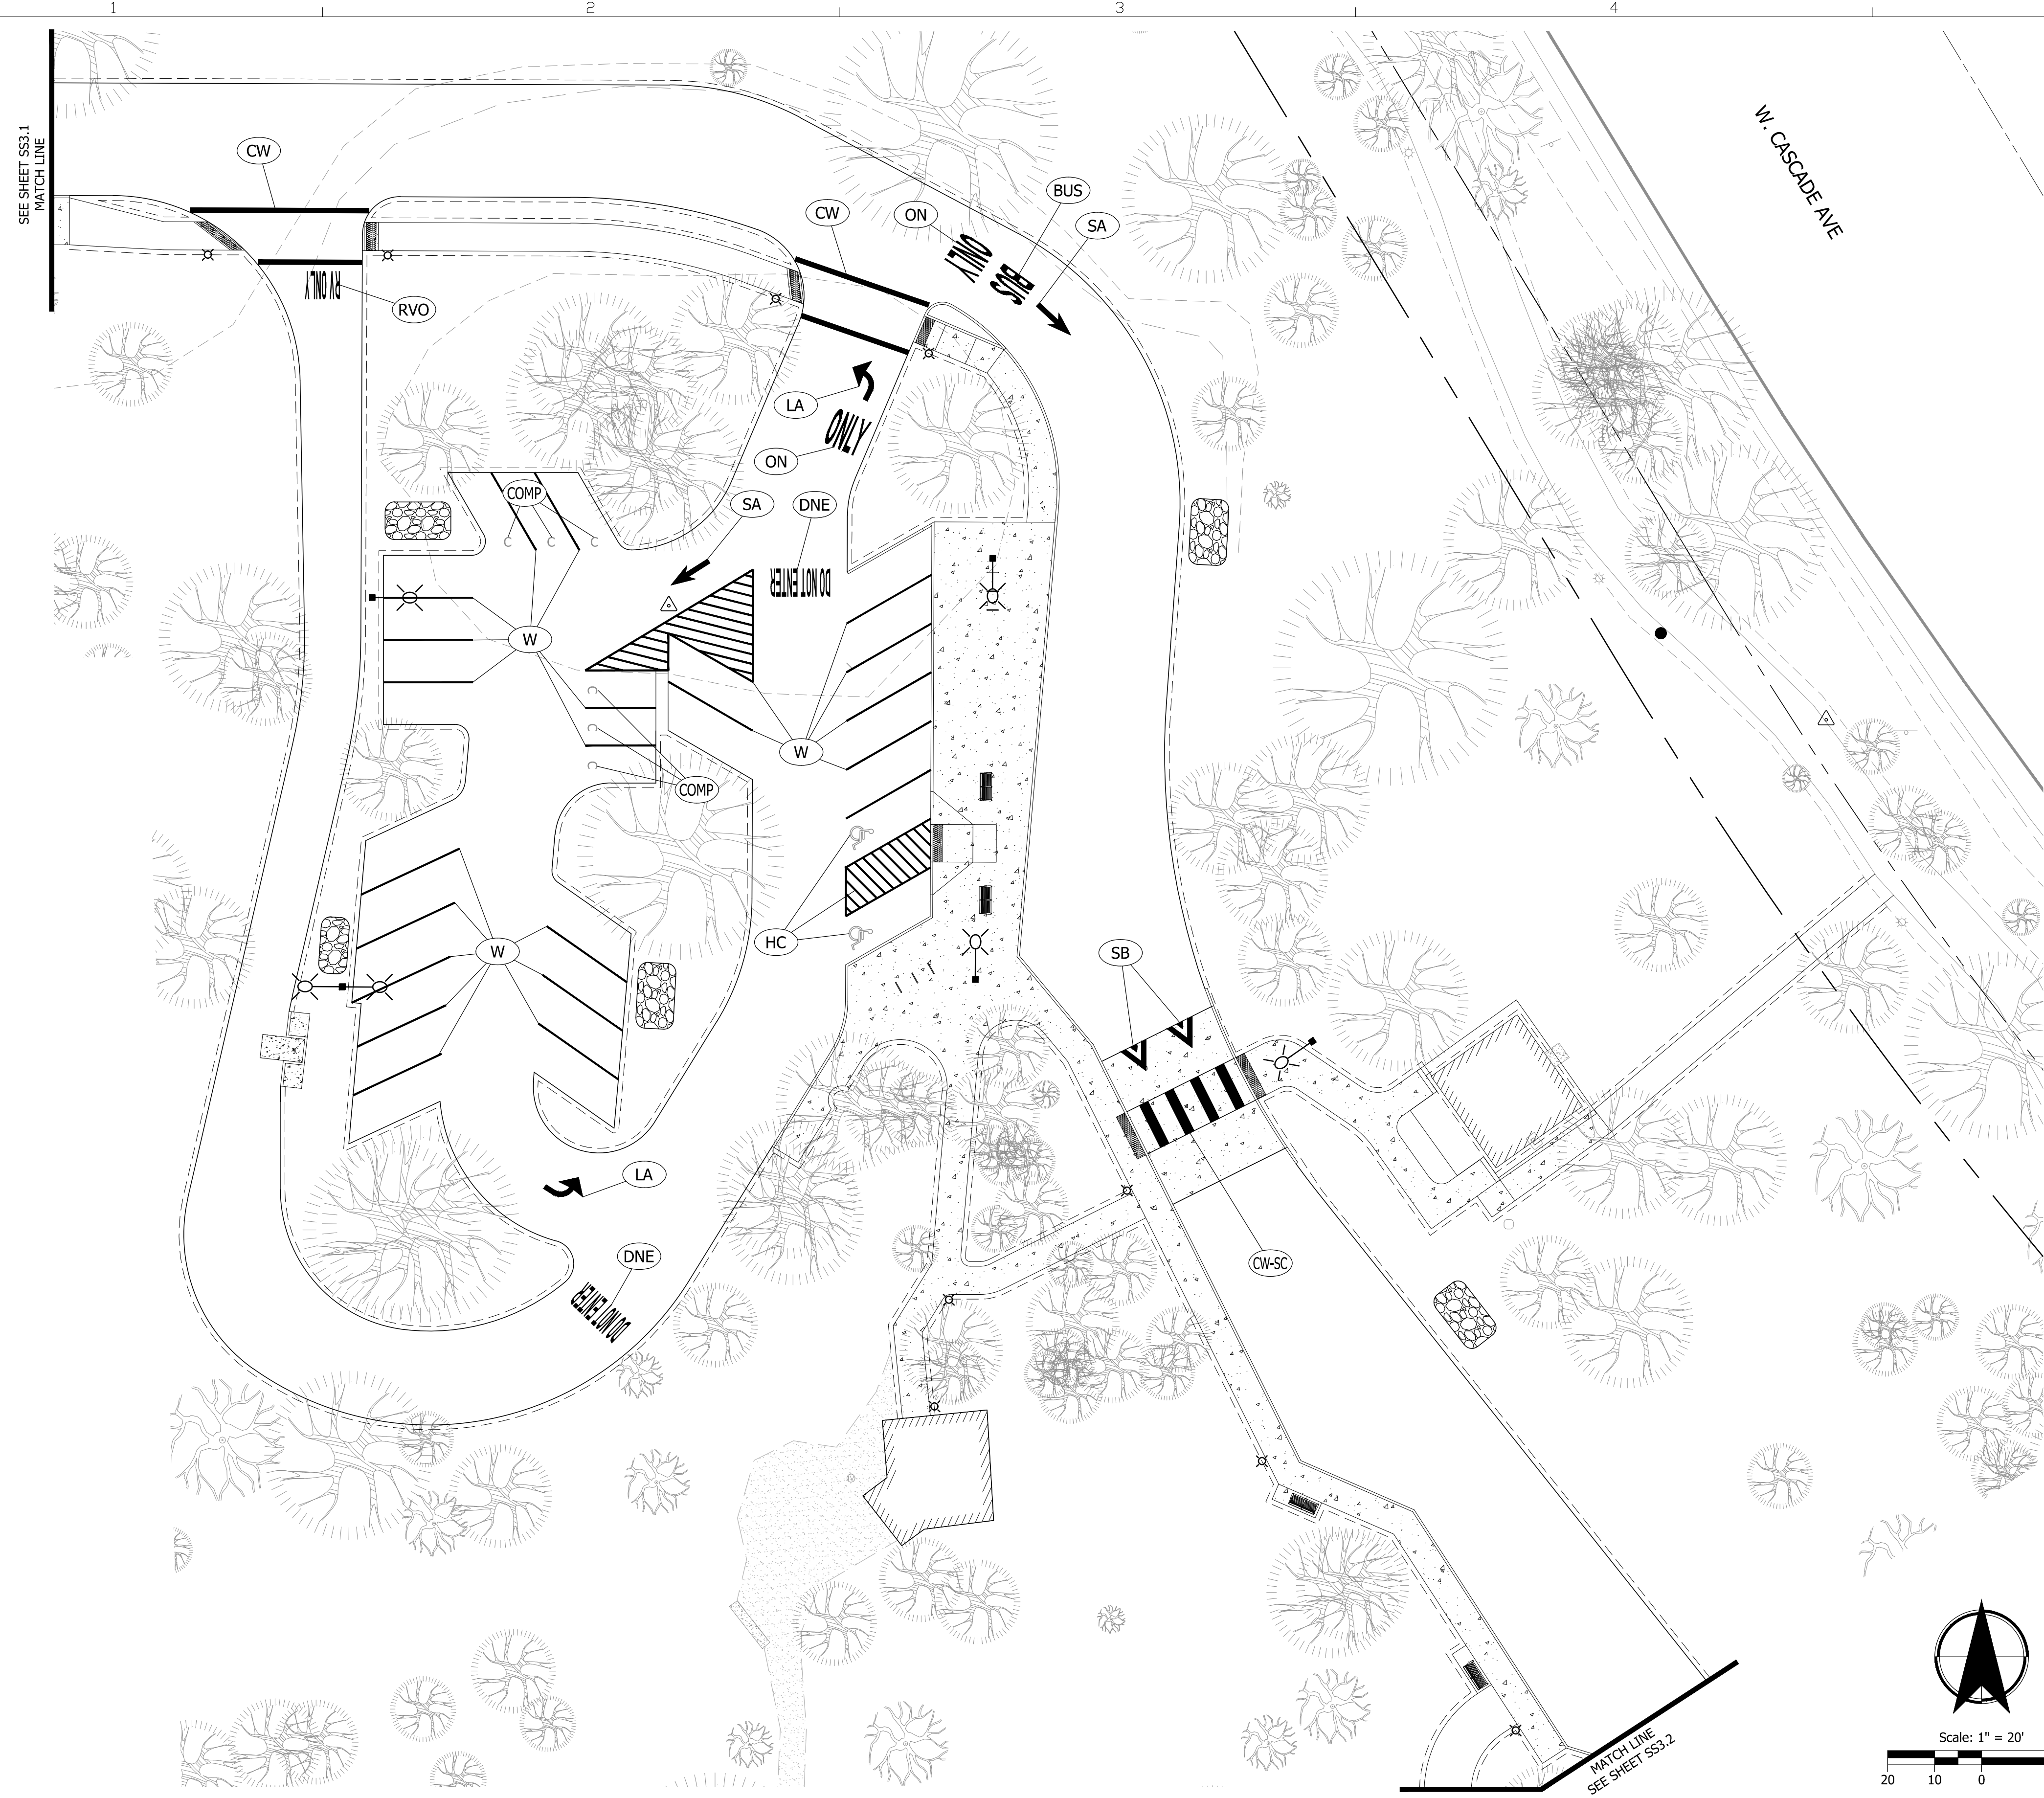 1
2
3
4
SEE SHEET SS3.1
MATCH LINE
CW
RV ONLY
RVO
CW
ON
BUS
SA
ONLY
BUS
W. CASCADE AVE
LA
ONLY
ON
COMP
C
C
C
SA
DNE
DO NOT ENTER
W
C
C
C
W
COMP
W
HC
SB
LA
DNE
DO NOT ENTER
CW-SC
MATCH LINE
SEE SHEET SS3.2
Scale: 1" = 20'
20
10
0